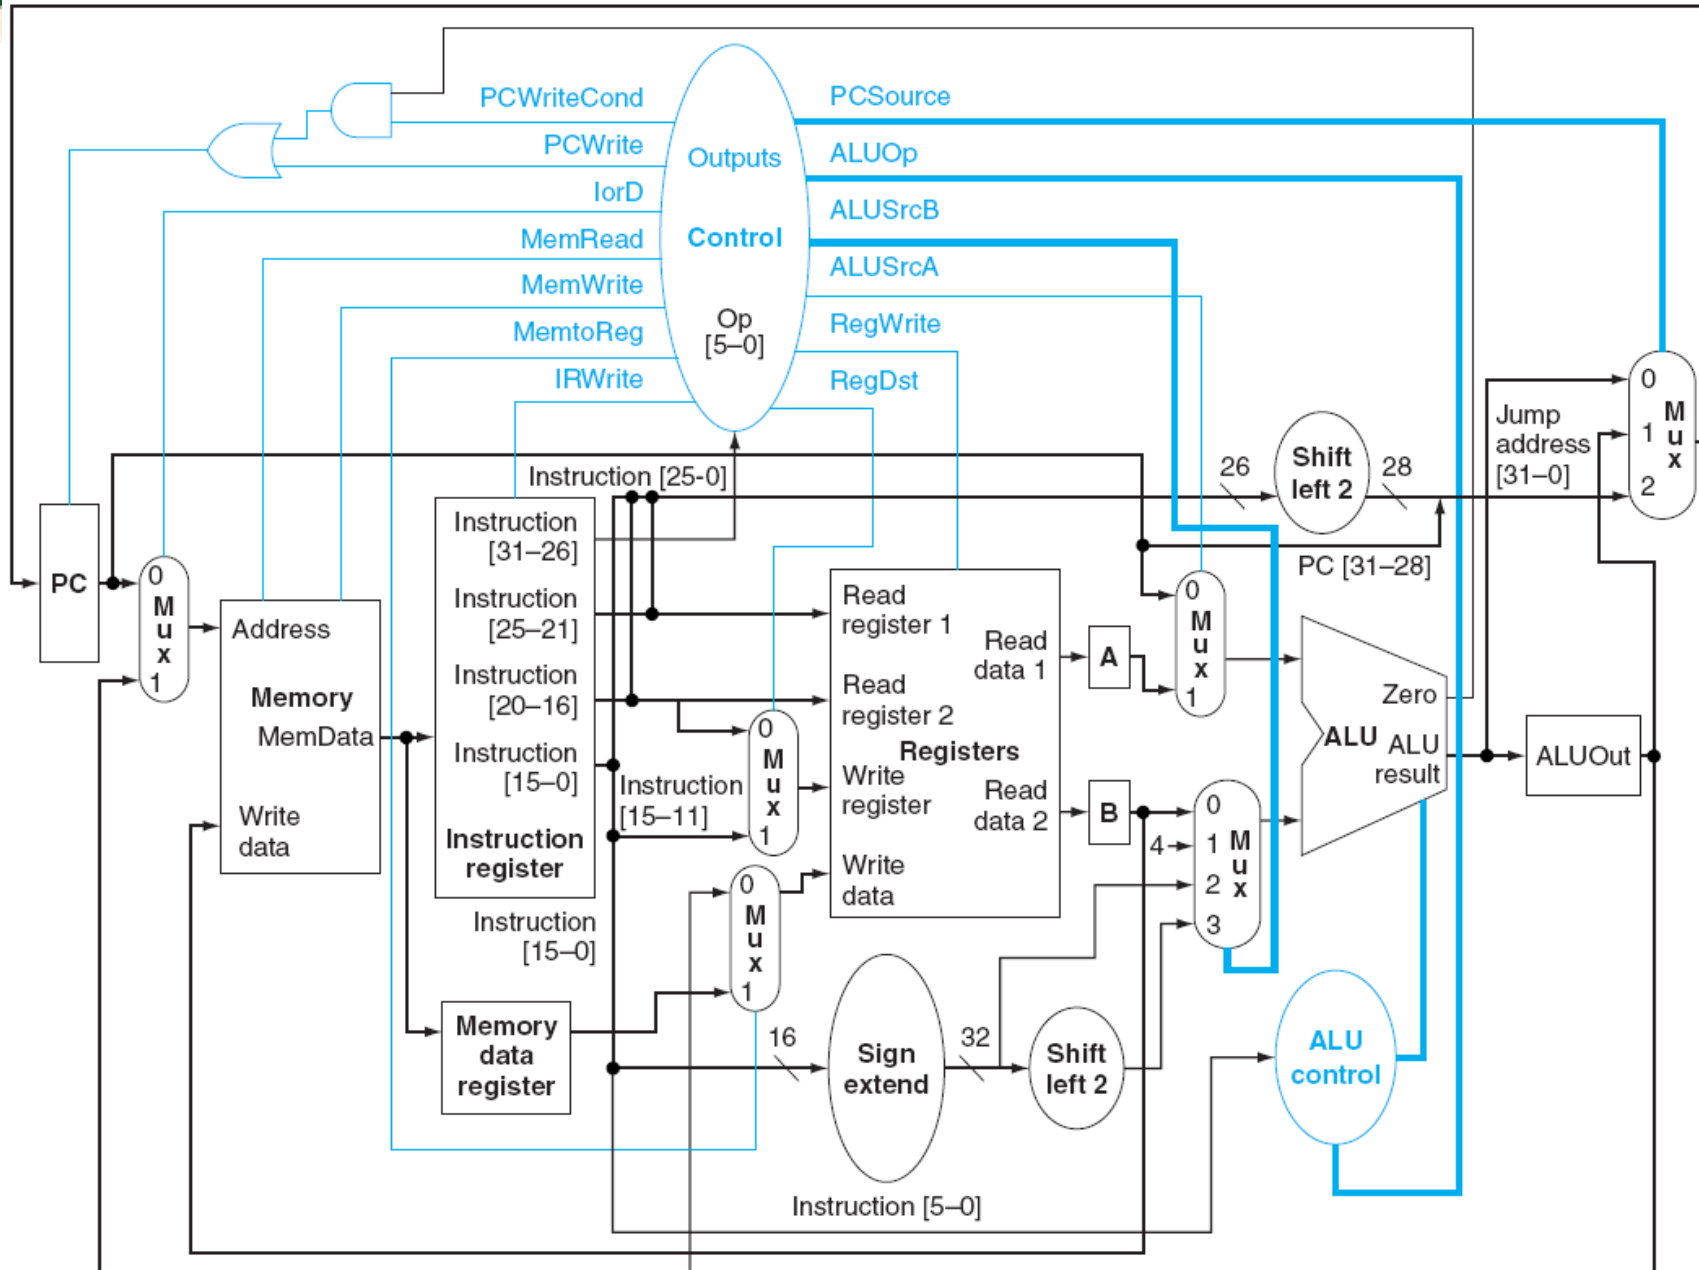 PCWriteCond
PCWrite
IorD
MemRead
MemWrite
MemtoReg
IRWrite
Outputs
Control
Op
[5–0]
PCSource
ALUOp
ALUSrcB
ALUSrcA
RegWrite
RegDst
Instruction [25-0]
26
Shift
left 2
28
Jump
address
[31–0]
0
1
2
M
u
x
PC [31–28]
PC
0
M
u
x
1
Address
Memory
MemData
Write
data
Instruction
[31–26]
Instruction
[25–21]
Instruction
[20–16]
Instruction
[15–0]
Instruction
register
Instruction
[15–0]
Instruction
[15–11]
0
M
u
x
1
0
M
u
x
1
Memory
data
register
Read
register 1
Read
register 2
Registers
Write
register
Write
data
Read
data 1
Read
data 2
A
B
0
M
u
x
1
4
0
1
2
3
M
u
x
Zero
ALU
ALU
result
ALUOut
16
Sign
extend
32
Shift
left 2
ALU
control
Instruction [5–0]